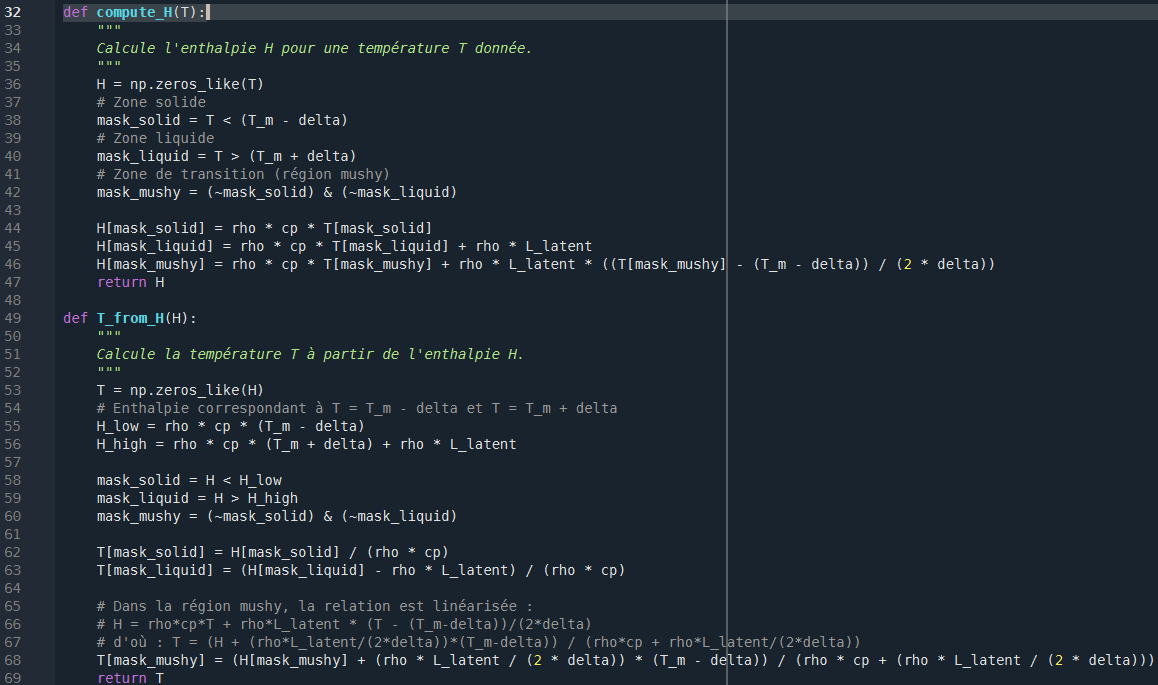 32 def compute_H(T):
33     """
34     Calcule l'enthalpie H pour une température T donnée.
35     """
36     H = np.zeros_like(T)
37     # Zone solide
38     mask_solid = T < (T_m - delta)
39     # Zone liquide
40     mask_liquid = T > (T_m + delta)
41     # Zone de transition (région mushy)
42     mask_mushy = (~mask_solid) & (~mask_liquid)
43
44     H[mask_solid] = rho * cp * T[mask_solid]
45     H[mask_liquid] = rho * cp * T[mask_liquid] + rho * L_latent
46     H[mask_mushy] = rho * cp * T[mask_mushy] + rho * L_latent * ((T[mask_mushy] - (T_m - delta)) / (2 * delta))
47     return H
48
49 def T_from_H(H):
50     """
51     Calcule la température T à partir de l'enthalpie H.
52     """
53     T = np.zeros_like(H)
54     # Enthalpie correspondant à T = T_m - delta et T = T_m + delta
55     H_low = rho * cp * (T_m - delta)
56     H_high = rho * cp * (T_m + delta) + rho * L_latent
57
58     mask_solid = H < H_low
59     mask_liquid = H > H_high
60     mask_mushy = (~mask_solid) & (~mask_liquid)
61
62     T[mask_solid] = H[mask_solid] / (rho * cp)
63     T[mask_liquid] = (H[mask_liquid] - rho * L_latent) / (rho * cp)
64
65     # Dans la région mushy, la relation est linéarisée :
66     # H = rho*cp*T + rho*L_latent * (T - (T_m-delta))/(2*delta)
67     # d'où : T = (H + (rho*L_latent/(2*delta))*(T_m-delta)) / (rho*cp + rho*L_latent/(2*delta))
68     T[mask_mushy] = (H[mask_mushy] + (rho * L_latent / (2 * delta)) * (T_m - delta)) / (rho * cp + (rho * L_latent / (2 * delta)))
69     return T